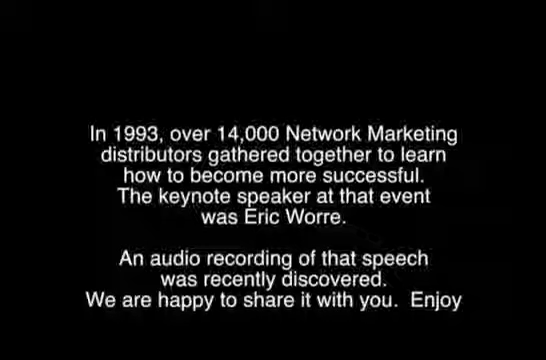 In 1993, over 14,000 Network Marketing
distributors gathered together to learn
how to become more successful.
The keynote speaker at that event
was Eric Worre.
An audio recording of that speech
was recently discovered.
We are happy to share it with you.  Enjoy